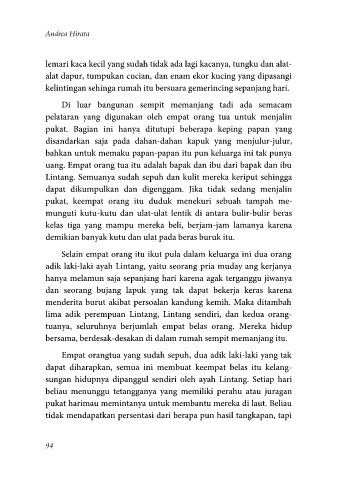 Andrea Hirata
lemari kaca kecil yang sudah tidak ada lagi kacanya, tungku dan alat-
alat dapur, tumpukan cucian, dan enam ekor kucing yang dipasangi
kelintingan sehinga rumah itu bersuara gemerincing sepanjang hari.
Di luar bangunan sempit memanjang tadi ada semacam
pelataran yang digunakan oleh empat orang tua untuk menjalin
pukat. Bagian ini hanya ditutupi beberapa keping papan yang
disandarkan saja pada dahan-dahan kapuk yang menjulur-julur,
bahkan untuk memaku papan-papan itu pun keluarga ini tak punya
uang. Empat orang tua itu adalah bapak dan ibu dari bapak dan ibu
Lintang. Semuanya sudah sepuh dan kulit mereka keriput sehingga
dapat dikumpulkan dan digenggam. Jika tidak sedang menjalin
pukat, keempat orang itu duduk menekuri sebuah tampah me-
munguti kutu-kutu dan ulat-ulat lentik di antara bulir-bulir beras
kelas tiga yang mampu mereka beli, berjam-jam lamanya karena
demikian banyak kutu dan ulat pada beras buruk itu.
Selain empat orang itu ikut pula dalam keluarga ini dua orang
adik laki-laki ayah Lintang, yaitu seorang pria muday ang kerjanya
hanya melamun saja sepanjang hari karena agak terganggu jiwanya
dan seorang bujang lapuk yang tak dapat bekerja keras karena
menderita burut akibat persoalan kandung kemih. Maka ditambah
lima adik perempuan Lintang, Lintang sendiri, dan kedua orang-
tuanya, seluruhnya berjumlah empat belas orang. Mereka hidup
bersama, berdesak-desakan di dalam rumah sempit memanjang itu.
Empat orangtua yang sudah sepuh, dua adik laki-laki yang tak
dapat diharapkan, semua ini membuat keempat belas itu kelang-
sungan hidupnya dipanggul sendiri oleh ayah Lintang. Setiap hari
beliau menunggu tetangganya yang memiliki perahu atau juragan
pukat harimau memintanya untuk membantu mereka di laut. Beliau
tidak mendapatkan persentasi dari berapa pun hasil tangkapan, tapi
94